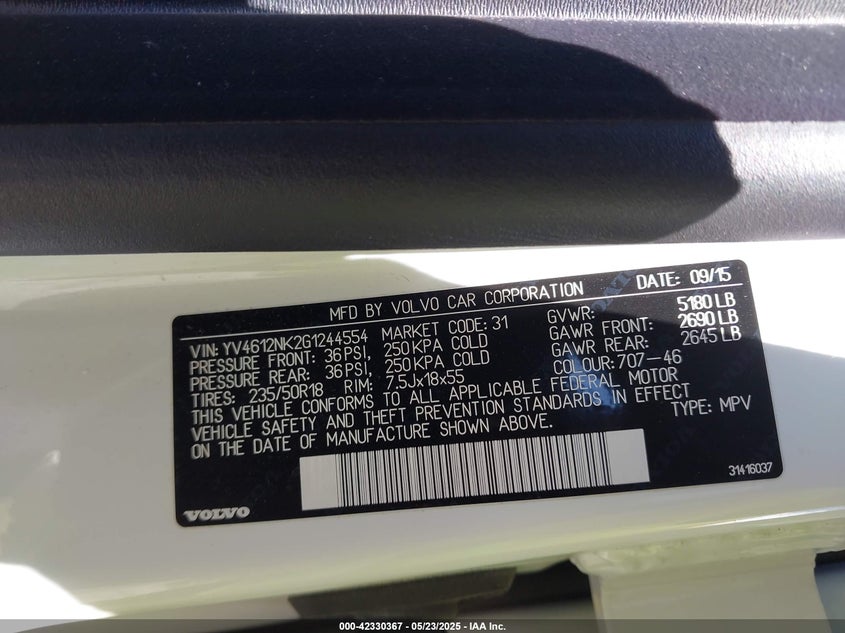 MFD BY VOLVO CAR CORPORATION DATE: 09/15
VIN: YV4612NK2G1244554 MARKET CODE: 31 GVWR: 5180 LB
PRESSURE FRONT: 36 PSI, 250 KPA COLD GAWR FRONT: 2690 LB
PRESSURE REAR: 36 PSI, 250 KPA COLD GAWR REAR: 2645 LB
TIRES: 235/50R18 RIM: 7,5Jx18x55 COLOUR: 707-46
THIS VEHICLE CONFORMS TO ALL APPLICABLE FEDERAL MOTOR
VEHICLE SAFETY AND THEFT PREVENTION STANDARDS IN EFFECT
ON THE DATE OF MANUFACTURE SHOWN ABOVE. TYPE: MPV
31416037
VOLVO
000-42330367 - 05/23/2025 - IAA Inc.